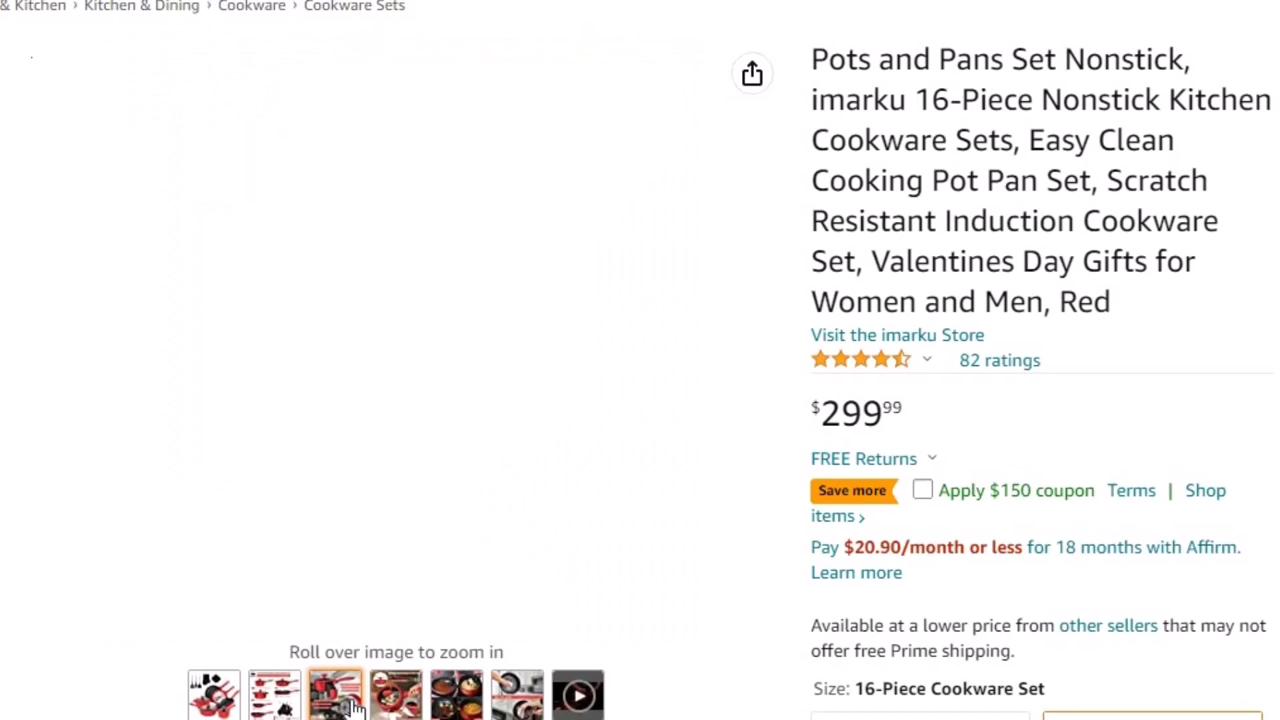 & Kitchen › Kitchen & Dining › Cookware › Cookware Sets
Pots and Pans Set Nonstick,
imarku 16-Piece Nonstick Kitchen
Cookware Sets, Easy Clean
Cooking Pot Pan Set, Scratch
Resistant Induction Cookware
Set, Valentines Day Gifts for
Women and Men, Red
Visit the imarku Store
82 ratings
$299.99
FREE Returns
Save more Apply $150 coupon Terms | Shop
items ›
Pay $20.90/month or less for 18 months with Affirm.
Learn more
Available at a lower price from other sellers that may not
offer free Prime shipping.
Roll over image to zoom in
Size: 16-Piece Cookware Set